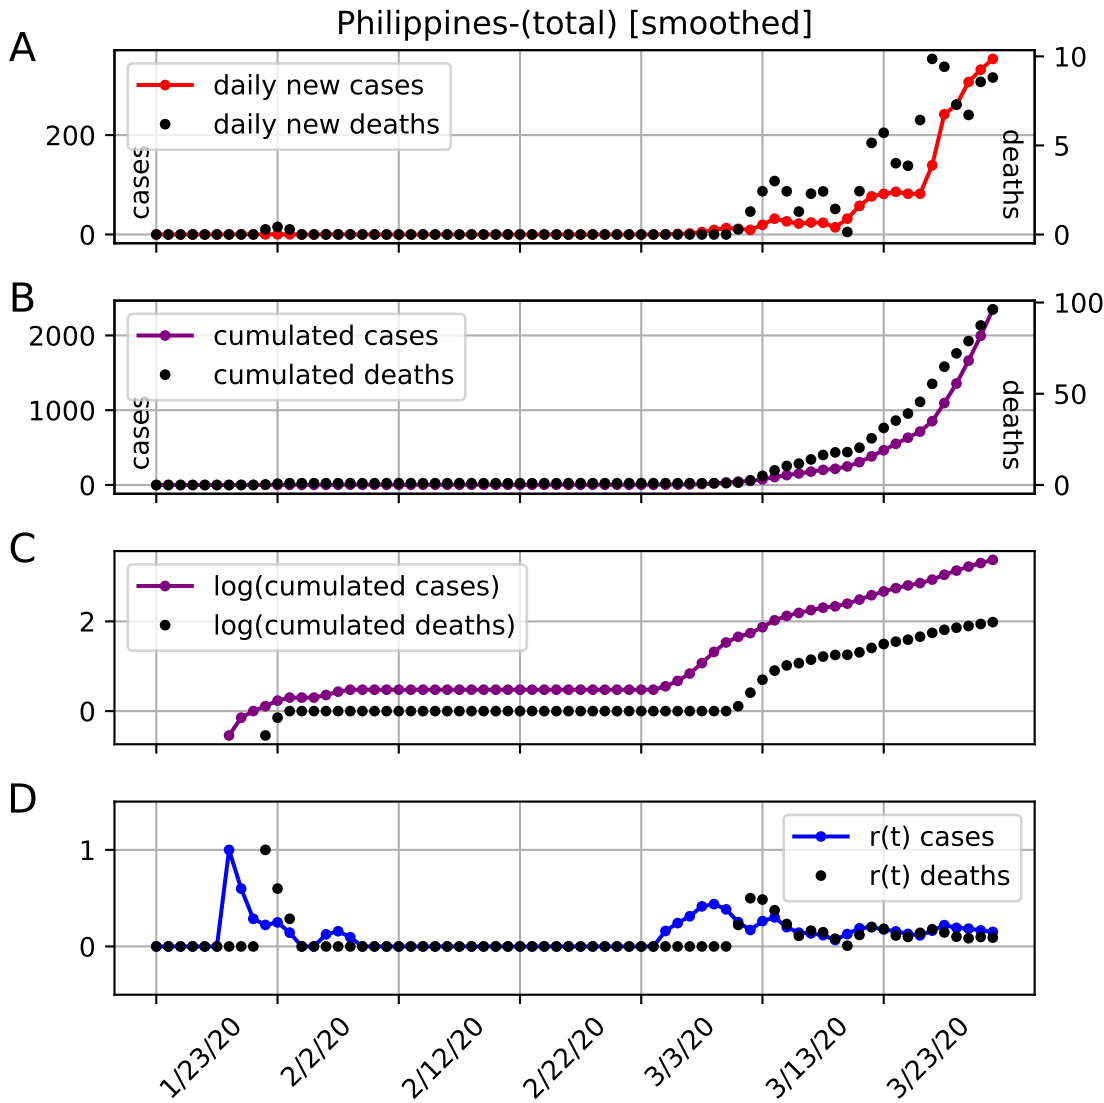 Philippines-(total) [smoothed]
A
daily new cases
daily new deaths
200
0
cases
10
5
0
deaths
B
cumulated cases
cumulated deaths
2000
1000
0
cases
100
50
0
deaths
C
log(cumulated cases)
log(cumulated deaths)
2
0
D
r(t) cases
r(t) deaths
1
0
1/23/20
2/2/20
2/12/20
2/22/20
3/3/20
3/13/20
3/23/20